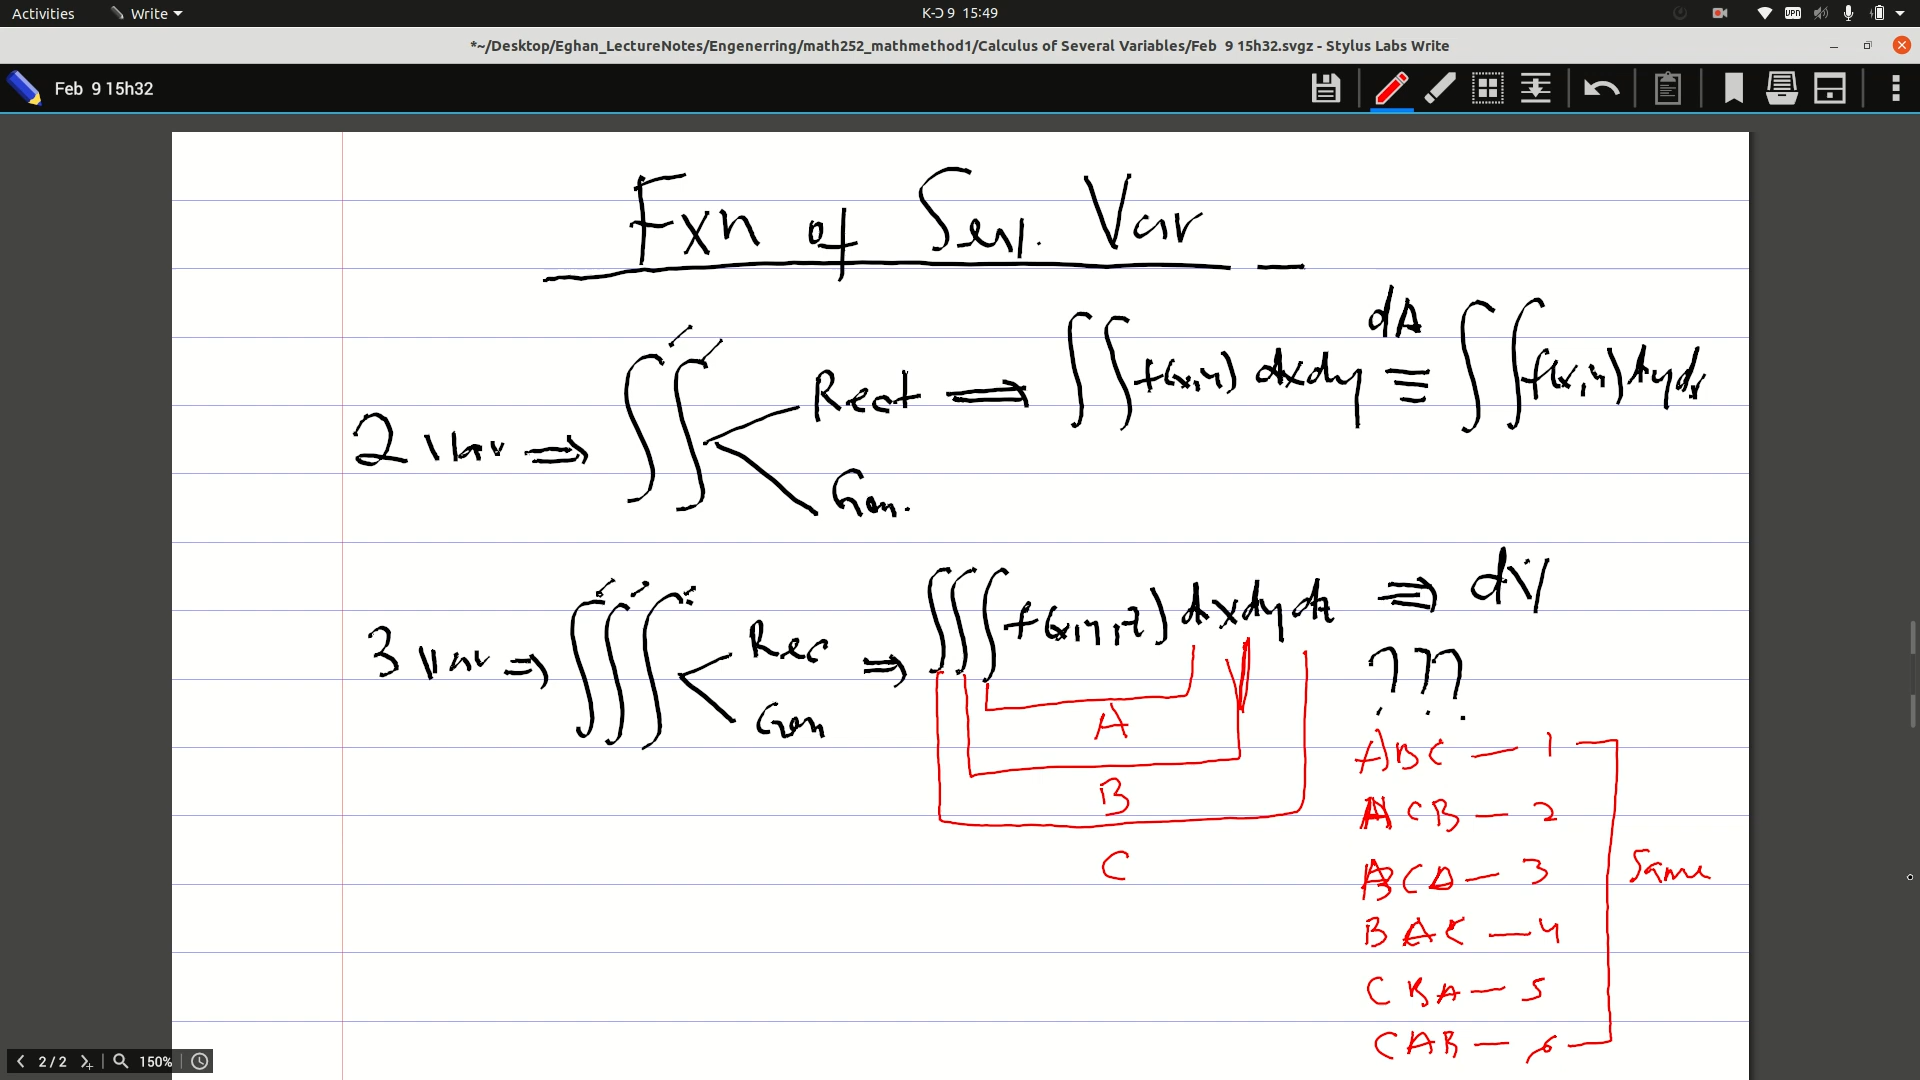 Activities Write K-Ɔ 9 15:49
*~/Desktop/Eghan_LectureNotes/Engenerring/math252_mathmethod1/Calculus of Several Variables/Feb 9 15h32.svgz - Stylus Labs Write
Feb 9 15h32
Fxn of Sev. Var
2 Var ⇒ ∫∫
Rect ⇒ ∫∫ f(x,y) dxdy ≡ ∫∫ f(x,y) dydx
dA
Gen.
3 Var ⇒ ∫∫∫
Rec ⇒ ∫∫∫ f(x,y,z) dxdydz ⇒ dV
Gen
???
A
B
C
ABC — 1
ACB — 2
BCA — 3
BAC — 4
CBA — 5
CAB — 6
Same
2 / 2 150%